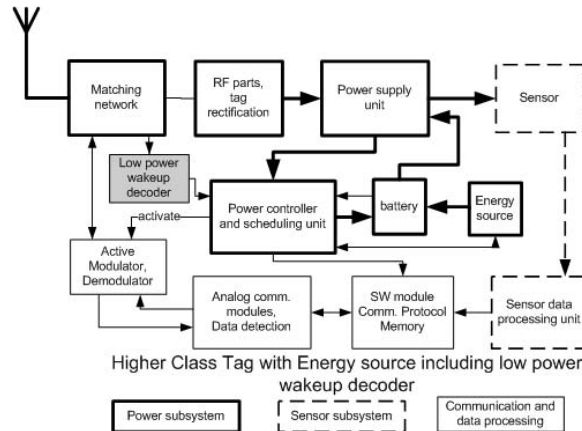 Matching
network
RF parts,
tag
rectification
Power supply
unit
Sensor
Low power
wakeup
decoder
activate
Power controller
and scheduling unit
battery
Energy
source
Active
Modulator,
Demodulator
Analog comm.
modules,
Data detection
SW module
Comm. Protocol
Memory
Sensor data
processing unit
Higher Class Tag with Energy source including low power
wakeup decoder
Power subsystem
Sensor subsystem
Communication and
data processing